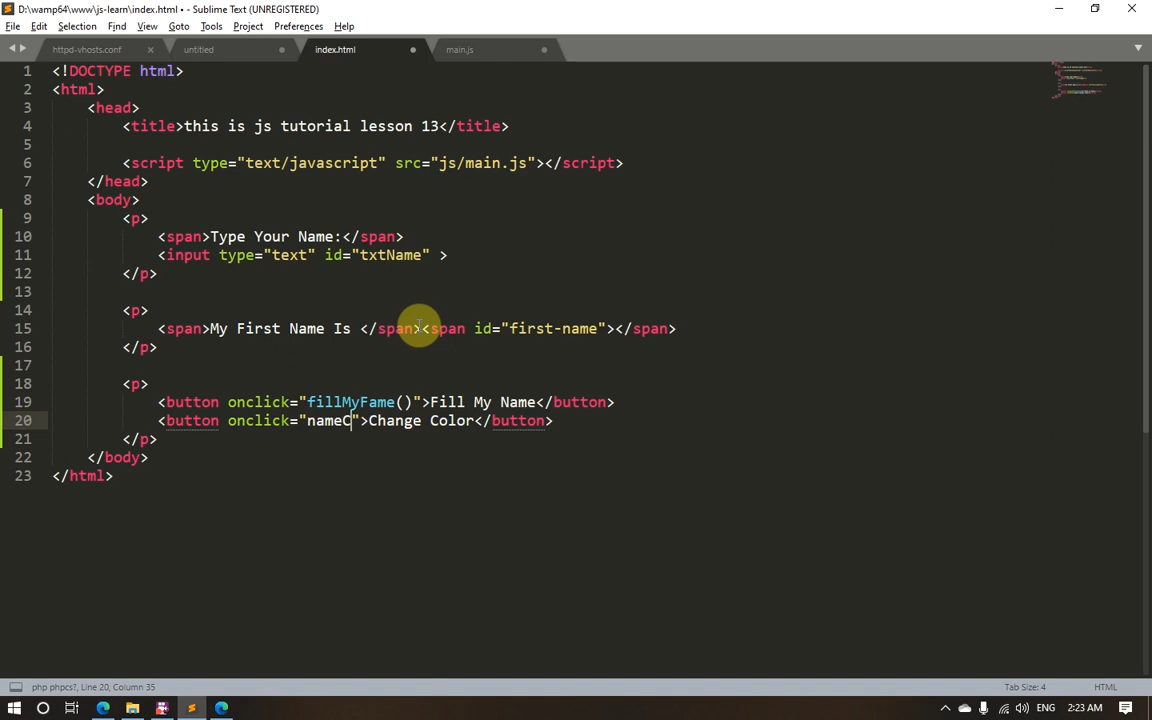 D:\wamp64\www\js-learn\index.html • - Sublime Text (UNREGISTERED)
File Edit Selection Find View Goto Tools Project Preferences Help
httpd-vhosts.conf untitled index.html main.js
1 <!DOCTYPE html>
2 <html>
3 <head>
4 <title>this is js tutorial lesson 13</title>
5
6 <script type="text/javascript" src="js/main.js"></script>
7 </head>
8 <body>
9 <p>
10 <span>Type Your Name:</span>
11 <input type="text" id="txtName" >
12 </p>
13
14 <p>
15 <span>My First Name Is </span><span id="first-name"></span>
16 </p>
17
18 <p>
19 <button onclick="fillMyFame()">Fill My Name</button>
20 <button onclick="nameC">Change Color</button>
21 </p>
22 </body>
23 </html>
php phpcs?, Line 20, Column 35 Tab Size: 4 HTML
ENG 2:23 AM